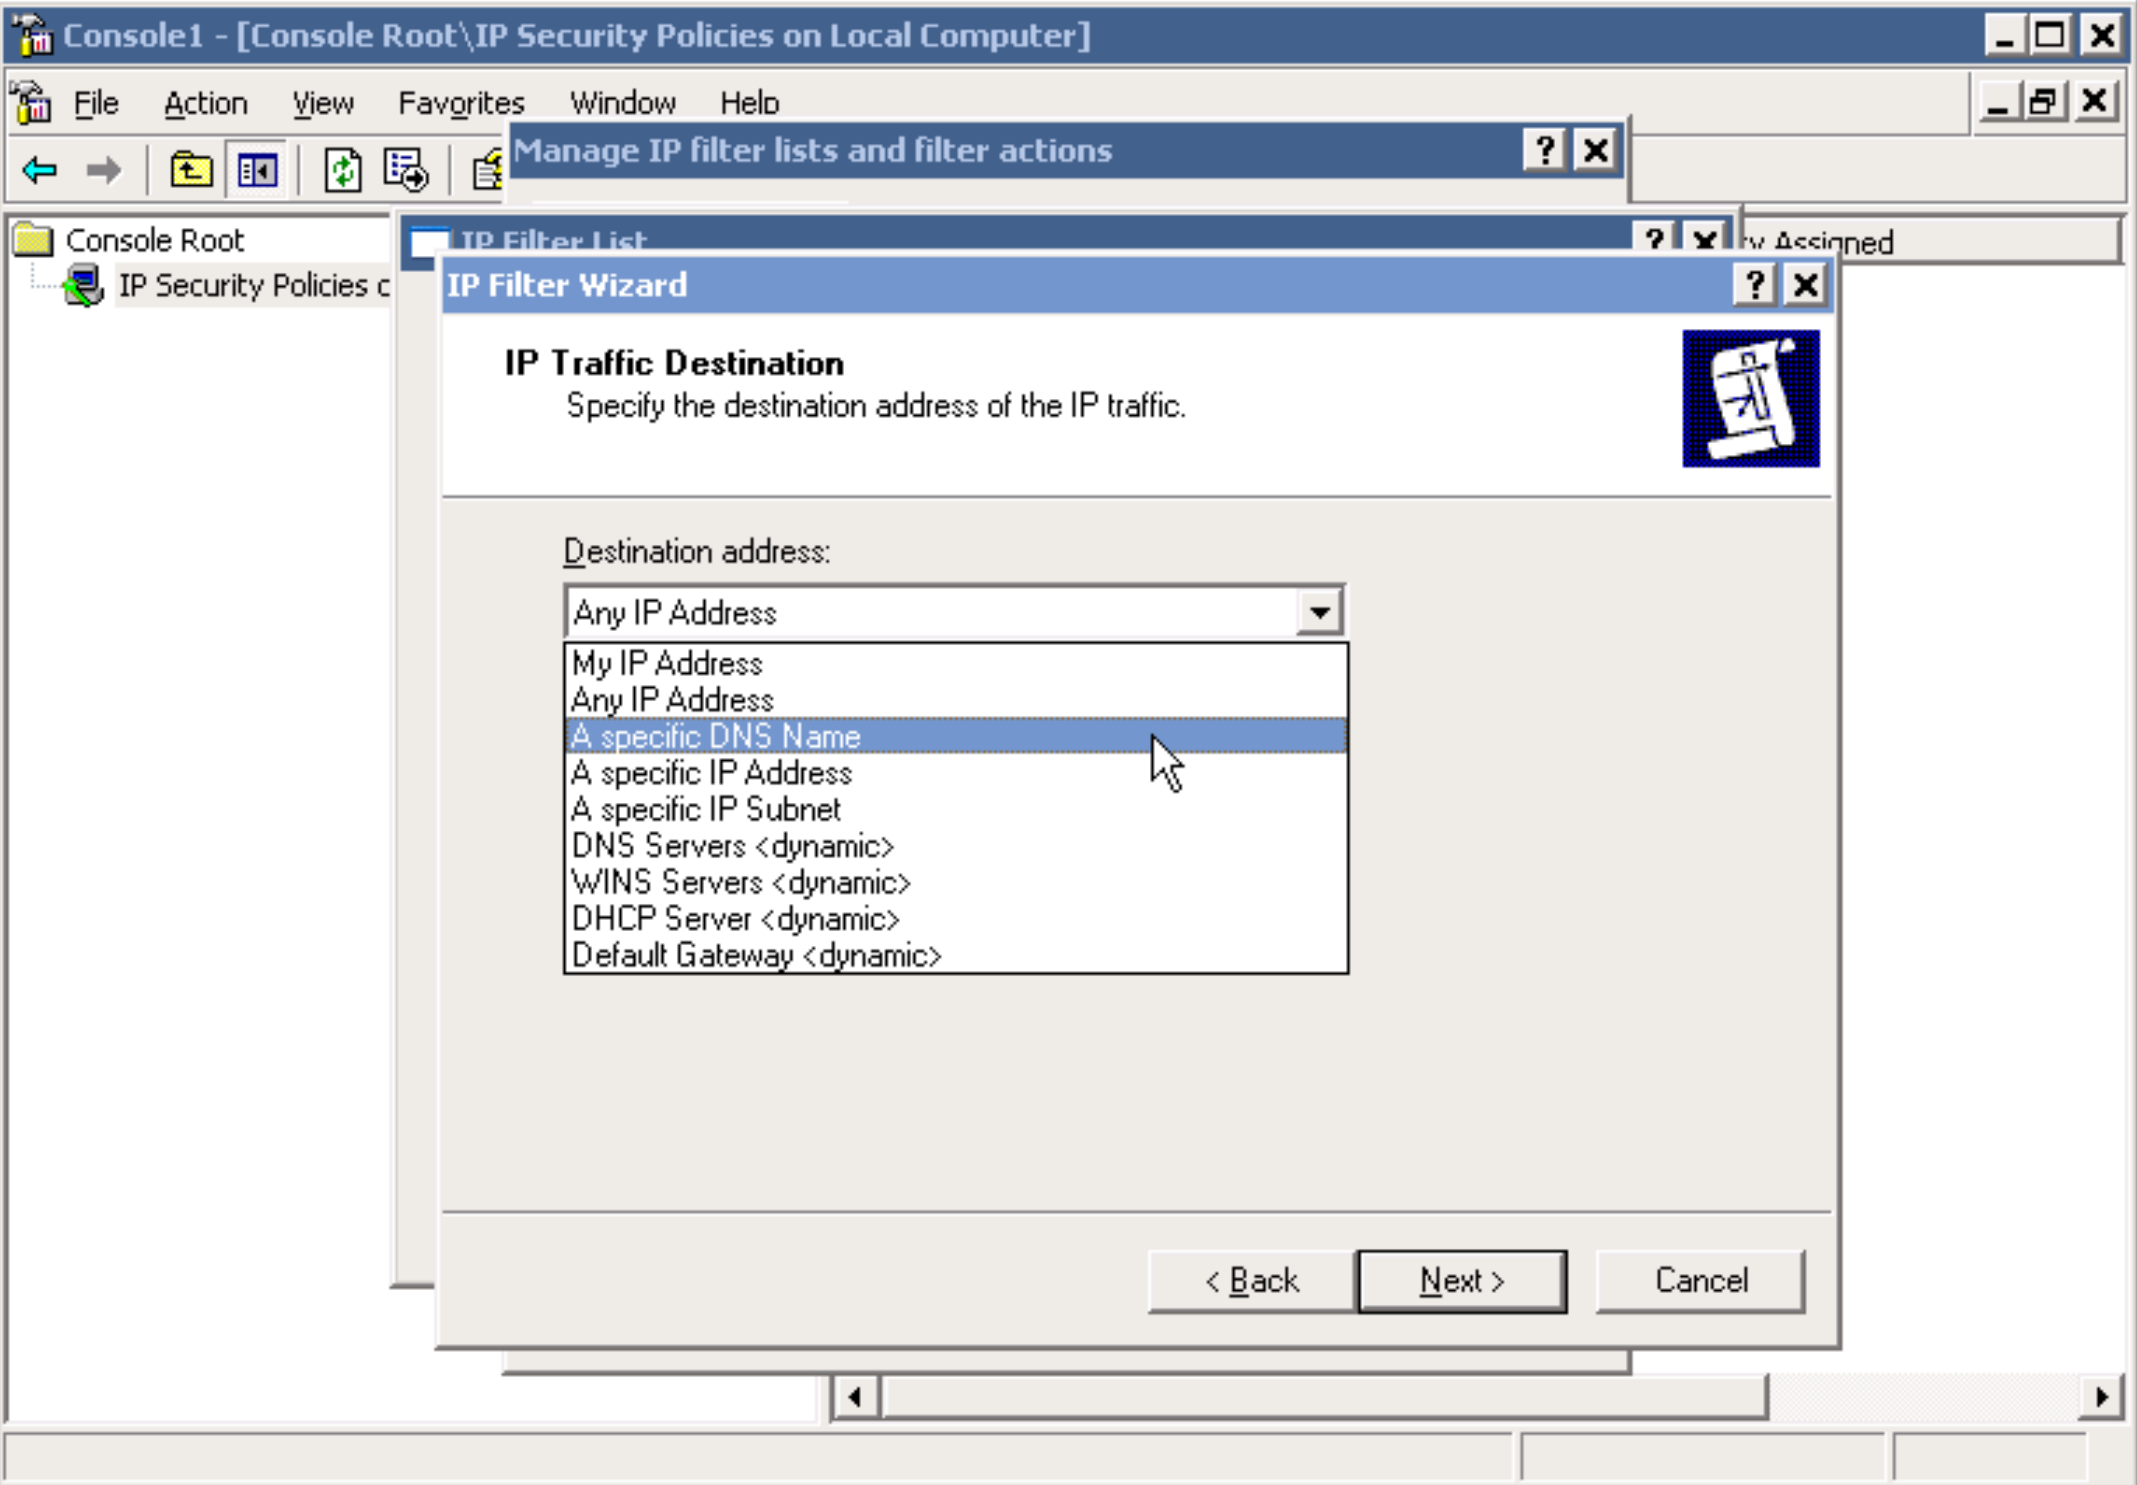 Console1 - [Console Root\IP Security Policies on Local Computer]
File Action View Favorites Window Help
Manage IP filter lists and filter actions
Console Root
IP Filter List
Assigned
IP Security Policies
IP Filter Wizard
IP Traffic Destination
Specify the destination address of the IP traffic.
Destination address:
Any IP Address
My IP Address
Any IP Address
A specific DNS Name
A specific IP Address
A specific IP Subnet
DNS Servers <dynamic>
WINS Servers <dynamic>
DHCP Server <dynamic>
Default Gateway <dynamic>
< Back
Next >
Cancel